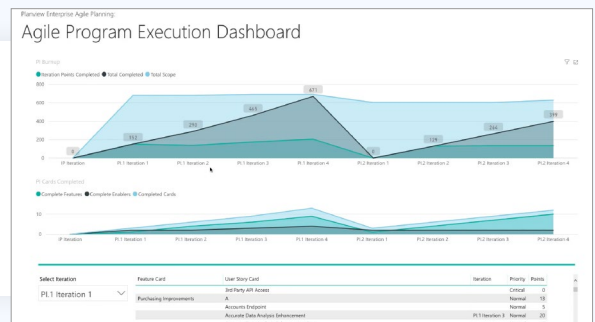 Planview Enterprise Agile Planning
Agile Program Execution Dashboard
PI Burnup
Iteration Points Completed Total Completed Total Scope
800
600
400
200
0
0
152
293
465
671
0
129
264
399
IP Iteration PI.1 Iteration 1 PI.1 Iteration 2 PI.1 Iteration 3 PI.1 Iteration 4 PI.2 Iteration 1 PI.2 Iteration 2 PI.2 Iteration 3 PI.2 Iteration 4
PI Cards Completed
Complete Features Complete Enablers Completed Cards
10
0
IP Iteration PI.1 Iteration 1 PI.1 Iteration 2 PI.1 Iteration 3 PI.1 Iteration 4 PI.2 Iteration 1 PI.2 Iteration 2 PI.2 Iteration 3 PI.2 Iteration 4
Select Iteration
PI.1 Iteration 1
Feature Card User Story Card Iteration Priority Points
3rd Party API Access Critical 0
Purchasing Improvements A Normal 13
Accounts Endpoint Normal 5
Accurate Data Analysis Enhancement PI.1 Iteration 3 Normal 20